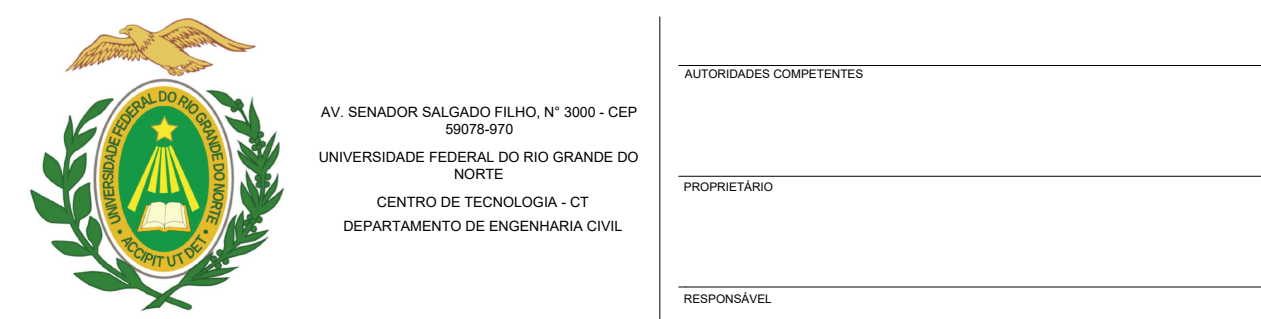 UNIVERSIDADE FEDERAL DO RIO GRANDE DO NORTE
• ACCIPIT UT DET •
AV. SENADOR SALGADO FILHO, N° 3000 - CEP
59078-970
UNIVERSIDADE FEDERAL DO RIO GRANDE DO
NORTE
CENTRO DE TECNOLOGIA - CT
DEPARTAMENTO DE ENGENHARIA CIVIL
AUTORIDADES COMPETENTES
PROPRIETÁRIO
RESPONSÁVEL